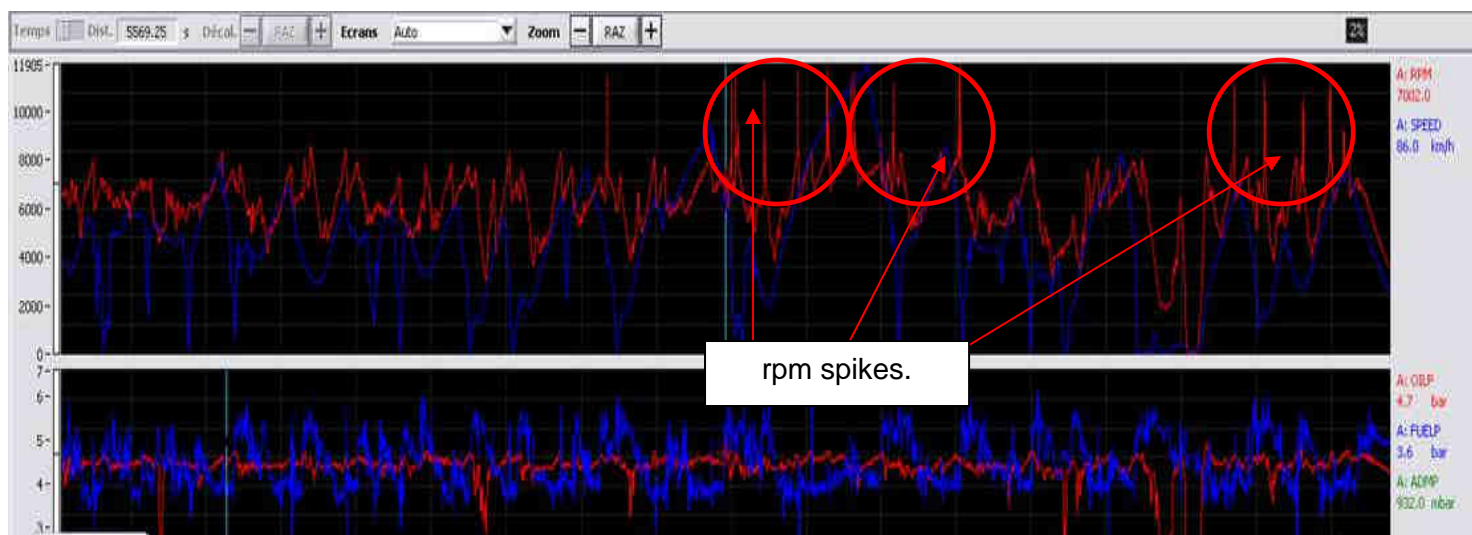 Temps Dist. 5569.25 s Décal. − RAZ + Ecrans Auto Zoom − RAZ +
11905
10000
8000
6000
4000
2000
0
A: RPM
7002.0
A: SPEED
86.0 km/h
rpm spikes.
7
6
5
4
3
A: OILP
4.7 bar
A: FUELP
3.6 bar
A: ADMP
932.0 mbar